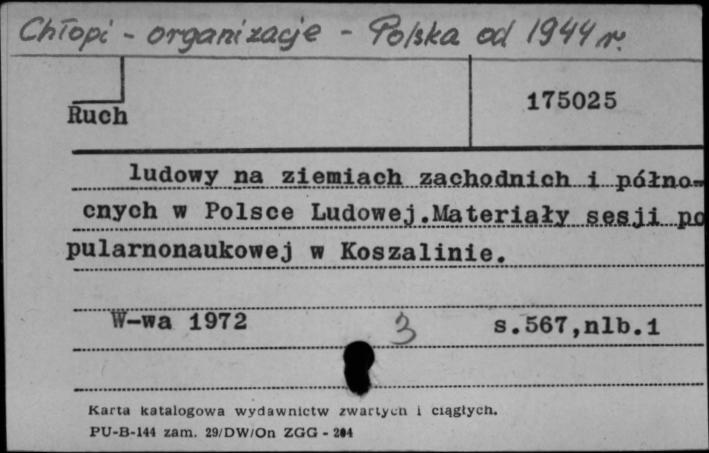 Chłopi - organizacje - Polska od 1944 r.
Ruch
175025
ludowy na ziemiach zachodnich i półno-
cnych w Polsce Ludowej.Materiały sesji po
pularnonaukowej w Koszalinie.
W-wa 1972
3
s.567,nlb.1
Karta katalogowa wydawnictw zwartych i ciągłych.
PU-B-144 zam. 29/DW/On ZGG - 204